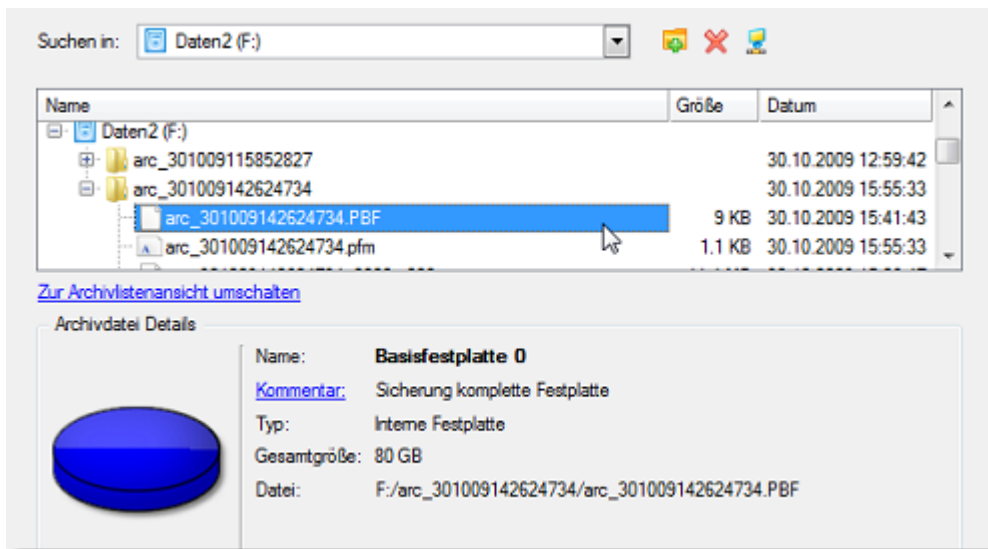 Suchen in: Daten2 (F:)
Name Größe Datum
Daten2 (F:)
arc_301009115852827 30.10.2009 12:59:42
arc_301009142624734 30.10.2009 15:55:33
arc_301009142624734.PBF 9 KB 30.10.2009 15:41:43
arc_301009142624734.pfm 1.1 KB 30.10.2009 15:55:33
Zur Archivlistenansicht umschalten
Archivdatei Details
Name: Basisfestplatte 0
Kommentar: Sicherung komplette Festplatte
Typ: Interne Festplatte
Gesamtgröße: 80 GB
Datei: F:/arc_301009142624734/arc_301009142624734.PBF